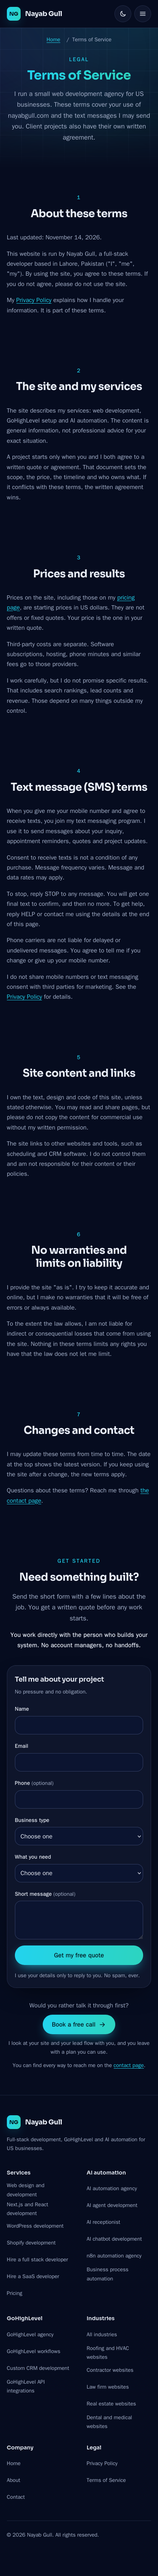 NG Nayab Gull
Home / Terms of Service
LEGAL
Terms of Service
I run a small web development agency for US
businesses. These terms cover your use of
nayabgull.com and the text messages I may send
you. Client projects also have their own written
agreement.
1
About these terms
Last updated: November 14, 2026.
This website is run by Nayab Gull, a full-stack
developer based in Lahore, Pakistan ("I", "me",
"my"). By using the site, you agree to these terms. If
you do not agree, please do not use the site.
My Privacy Policy explains how I handle your
information. It is part of these terms.
2
The site and my services
The site describes my services: web development,
GoHighLevel setup and AI automation. The content is
general information, not professional advice for your
exact situation.
A project starts only when you and I both agree to a
written quote or agreement. That document sets the
scope, the price, the timeline and who owns what. If
it conflicts with these terms, the written agreement
wins.
3
Prices and results
Prices on the site, including those on my pricing
page, are starting prices in US dollars. They are not
offers or fixed quotes. Your price is the one in your
written quote.
Third-party costs are separate. Software
subscriptions, hosting, phone minutes and similar
fees go to those providers.
I work carefully, but I do not promise specific results.
That includes search rankings, lead counts and
revenue. Those depend on many things outside my
control.
4
Text message (SMS) terms
When you give me your mobile number and agree to
receive texts, you join my text messaging program. I
use it to send messages about your inquiry,
appointment reminders, quotes and project updates.
Consent to receive texts is not a condition of any
purchase. Message frequency varies. Message and
data rates may apply.
To stop, reply STOP to any message. You will get one
final text to confirm, and then no more. To get help,
reply HELP or contact me using the details at the end
of this page.
Phone carriers are not liable for delayed or
undelivered messages. You agree to tell me if you
change or give up your mobile number.
I do not share mobile numbers or text messaging
consent with third parties for marketing. See the
Privacy Policy for details.
5
Site content and links
I own the text, design and code of this site, unless
stated otherwise. You may read and share pages, but
please do not copy the content for commercial use
without my written permission.
The site links to other websites and tools, such as
scheduling and CRM software. I do not control them
and am not responsible for their content or their
policies.
6
No warranties and
limits on liability
I provide the site "as is". I try to keep it accurate and
online, but I make no warranties that it will be free of
errors or always available.
To the extent the law allows, I am not liable for
indirect or consequential losses that come from using
the site. Nothing in these terms limits any rights you
have that the law does not let me limit.
7
Changes and contact
I may update these terms from time to time. The date
at the top shows the latest version. If you keep using
the site after a change, the new terms apply.
Questions about these terms? Reach me through the
contact page.
GET STARTED
Need something built?
Send the short form with a few lines about the
job. You get a written quote before any work
starts.
You work directly with the person who builds your
system. No account managers, no handoffs.
Tell me about your project
No pressure and no obligation.
Name
Email
Phone (optional)
Business type
Choose one
What you need
Choose one
Short message (optional)
Get my free quote
I use your details only to reply to you. No spam, ever.
Would you rather talk it through first?
Book a free call →
I look at your site and your lead flow with you, and you leave
with a plan you can use.
You can find every way to reach me on the contact page.
NG Nayab Gull
Full-stack development, GoHighLevel and AI automation for
US businesses.
Services
Web design and
development
Next.js and React
development
WordPress development
Shopify development
Hire a full stack developer
Hire a SaaS developer
Pricing
AI automation
AI automation agency
AI agent development
AI receptionist
AI chatbot development
n8n automation agency
Business process
automation
GoHighLevel
GoHighLevel agency
GoHighLevel workflows
Custom CRM development
GoHighLevel API
integrations
Industries
All industries
Roofing and HVAC
websites
Contractor websites
Law firm websites
Real estate websites
Dental and medical
websites
Company
Home
About
Contact
Legal
Privacy Policy
Terms of Service
© 2026 Nayab Gull. All rights reserved.